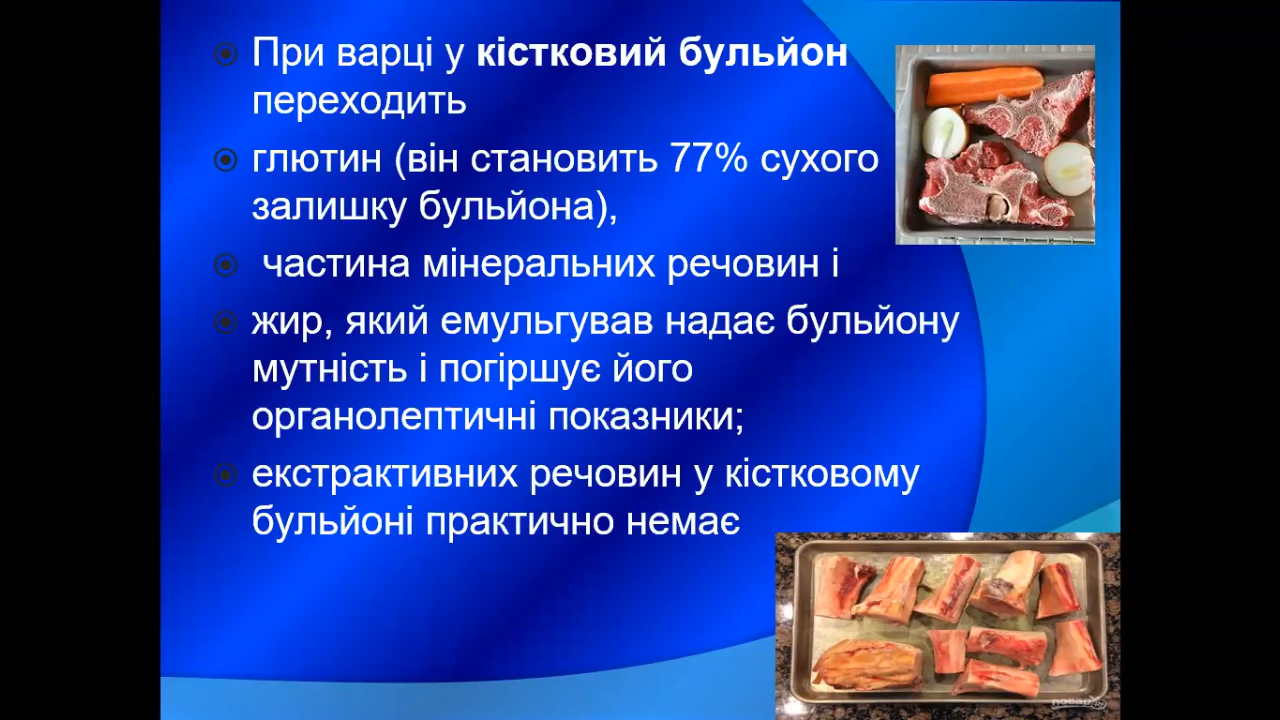 При варці у кістковий бульйон
переходить
глютин (він становить 77% сухого
залишку бульйона),
частина мінеральних речовин і
жир, який емульгував надає бульйону
мутність і погіршує його
органолептичні показники;
екстрактивних речовин у кістковому
бульйоні практично немає